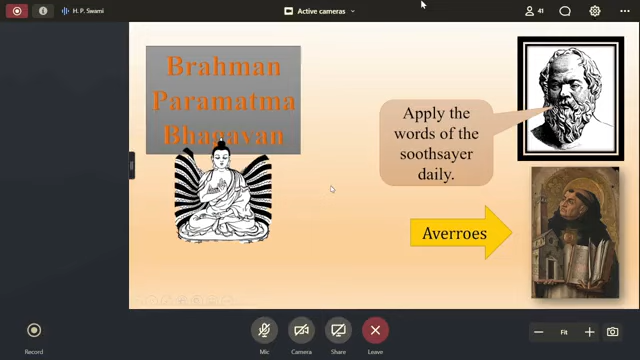 H. P. Swami
Active cameras
41
Brahman
Paramatma
Bhagavan
Apply the
words of the
soothsayer
daily.
Averroes
Record
Mic
Camera
Share
Leave
Fit